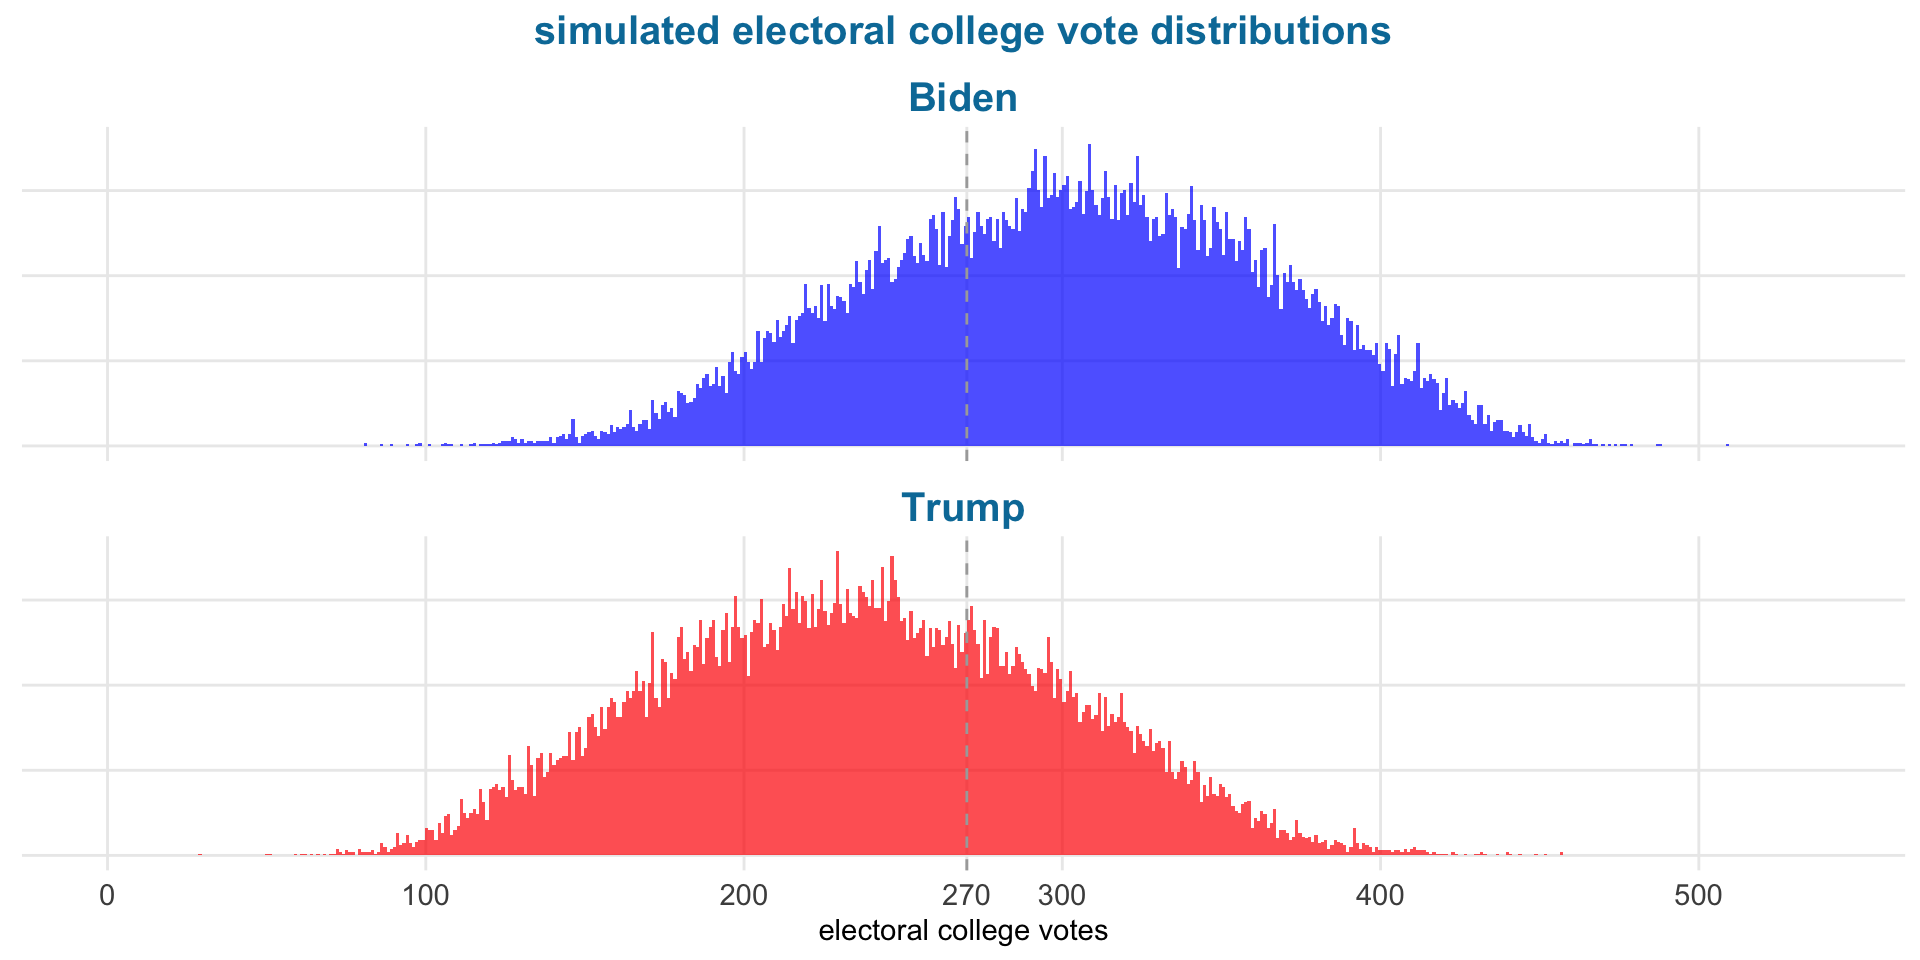 simulated electoral college vote distributions
Biden
Trump
0 100 200 270 300 400 500
electoral college votes